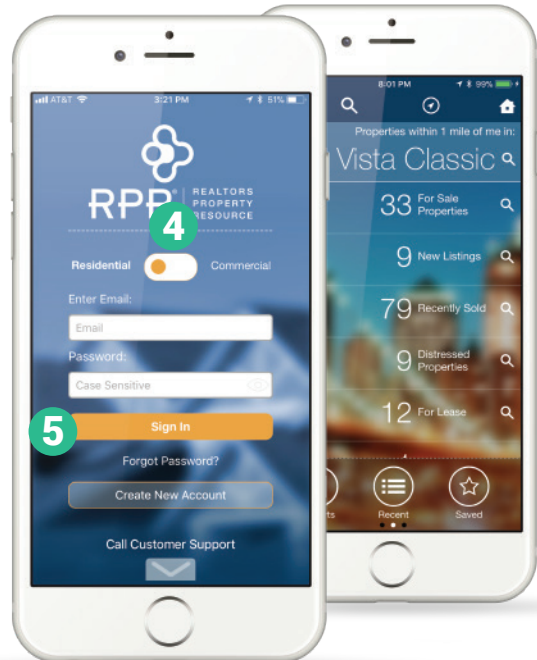 AT&T 3:21 PM 51%
RPR® REALTORS
PROPERTY
RESOURCE
4
Residential Commercial
Enter Email:
Email
Password:
Case Sensitive
5 Sign In
Forgot Password?
Create New Account
Call Customer Support
8:01 PM 99%
Properties within 1 mile of me in:
Vista Classic
33 For Sale
Properties
9 New Listings
79 Recently Sold
9 Distressed
Properties
12 For Lease
ts Recent Saved